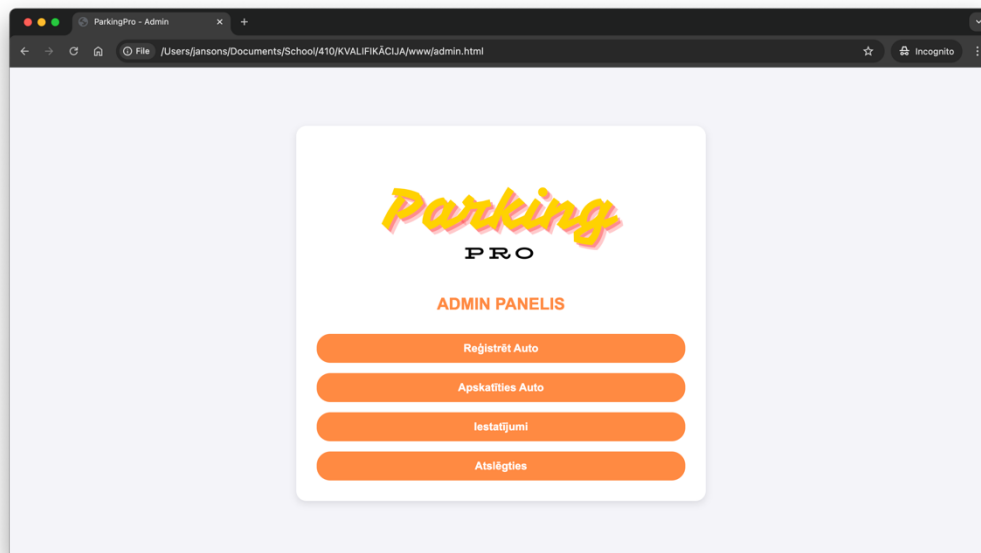 ParkingPro - Admin
File /Users/jansons/Documents/School/410/KVALIFIKĀCIJA/www/admin.html Incognito
Parking
PRO
ADMIN PANELIS
Reģistrēt Auto
Apskatīties Auto
Iestatījumi
Atslēgties